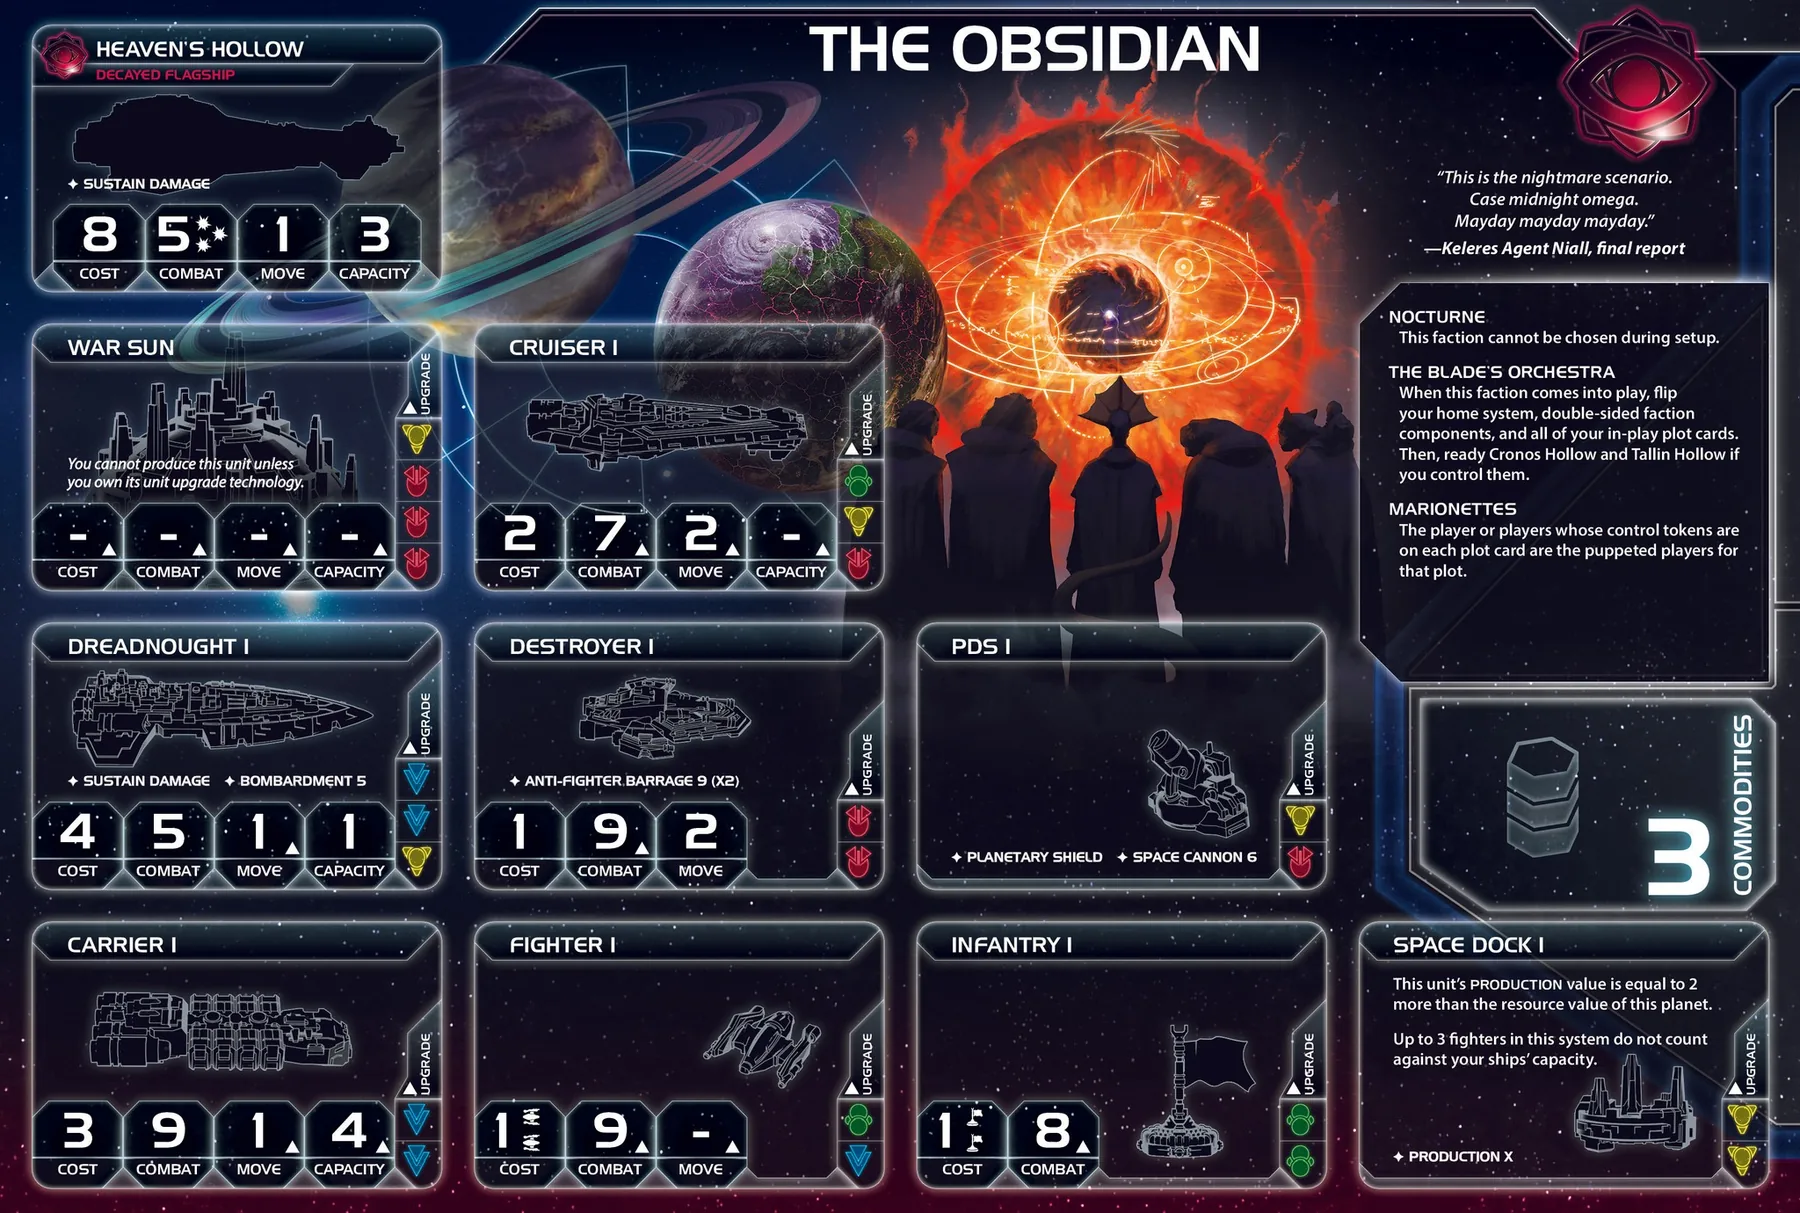 THE OBSIDIAN
HEAVEN'S HOLLOW
DECAYED FLAGSHIP
✦ SUSTAIN DAMAGE
8 5 1 3
COST COMBAT MOVE CAPACITY
"This is the nightmare scenario.
Case midnight omega.
Mayday mayday mayday."
—Keleres Agent Niall, final report
NOCTURNE
This faction cannot be chosen during setup.
THE BLADE'S ORCHESTRA
When this faction comes into play, flip
your home system, double-sided faction
components, and all of your in-play plot cards.
Then, ready Cronos Hollow and Tallin Hollow if
you control them.
MARIONETTES
The player or players whose control tokens are
on each plot card are the puppeted players for
that plot.
WAR SUN
UPGRADE
You cannot produce this unit unless
you own its unit upgrade technology.
- - - -
COST COMBAT MOVE CAPACITY
CRUISER I
UPGRADE
2 7 2 -
COST COMBAT MOVE CAPACITY
DREADNOUGHT I
UPGRADE
✦ SUSTAIN DAMAGE ✦ BOMBARDMENT 5
4 5 1 1
COST COMBAT MOVE CAPACITY
DESTROYER I
UPGRADE
✦ ANTI-FIGHTER BARRAGE 9 (X2)
1 9 2
COST COMBAT MOVE
PDS I
UPGRADE
✦ PLANETARY SHIELD ✦ SPACE CANNON 6
3
COMMODITIES
CARRIER I
UPGRADE
3 9 1 4
COST COMBAT MOVE CAPACITY
FIGHTER I
UPGRADE
1 9 -
COST COMBAT MOVE
INFANTRY I
UPGRADE
1 8
COST COMBAT
SPACE DOCK I
This unit's PRODUCTION value is equal to 2
more than the resource value of this planet.
Up to 3 fighters in this system do not count
against your ships' capacity.
UPGRADE
✦ PRODUCTION X